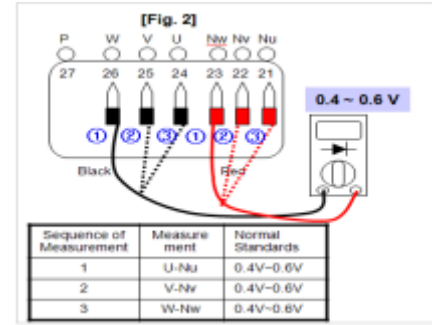 [Fig. 2]
P W V U Nw Nv Nu
27 26 25 24 23 22 21
0.4 ~ 0.6 V
① ② ③ ① ② ③
Black Red
Sequence of Measurement Measure ment Normal Standards
1 U-Nu 0.4V~0.6V
2 V-Nv 0.4V~0.6V
3 W-Nw 0.4V~0.6V